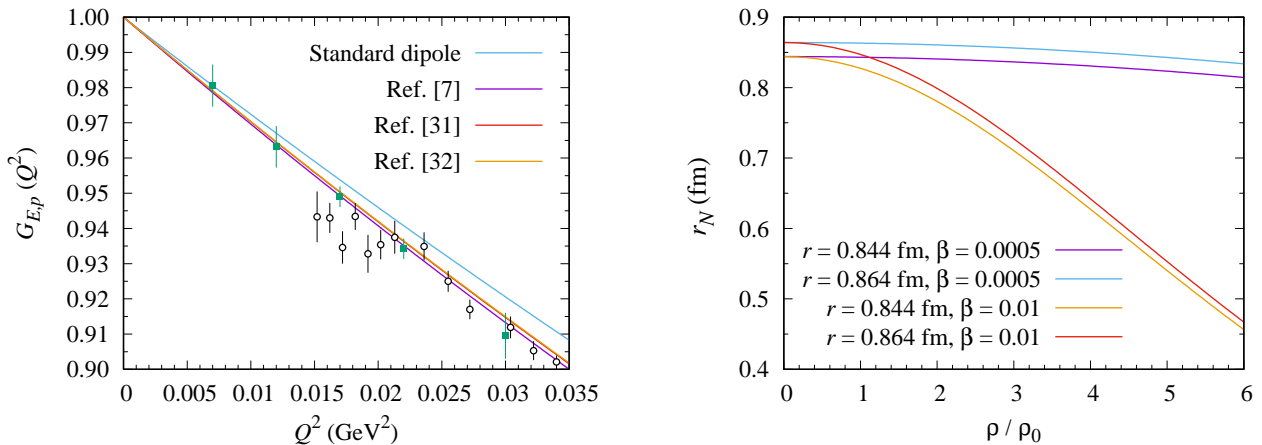 1.00
0.99
0.98
0.97
0.96
0.95
0.94
0.93
0.92
0.91
0.90
G_{E,p} (Q^2)
0
0.005
0.01
0.015
0.02
0.025
0.03
0.035
Q^2 (GeV^2)
Standard dipole
Ref. [7]
Ref. [31]
Ref. [32]
0.9
0.8
0.7
0.6
0.5
0.4
r_N (fm)
0
1
2
3
4
5
6
ρ / ρ_0
r = 0.844 fm, β = 0.0005
r = 0.864 fm, β = 0.0005
r = 0.844 fm, β = 0.01
r = 0.864 fm, β = 0.01